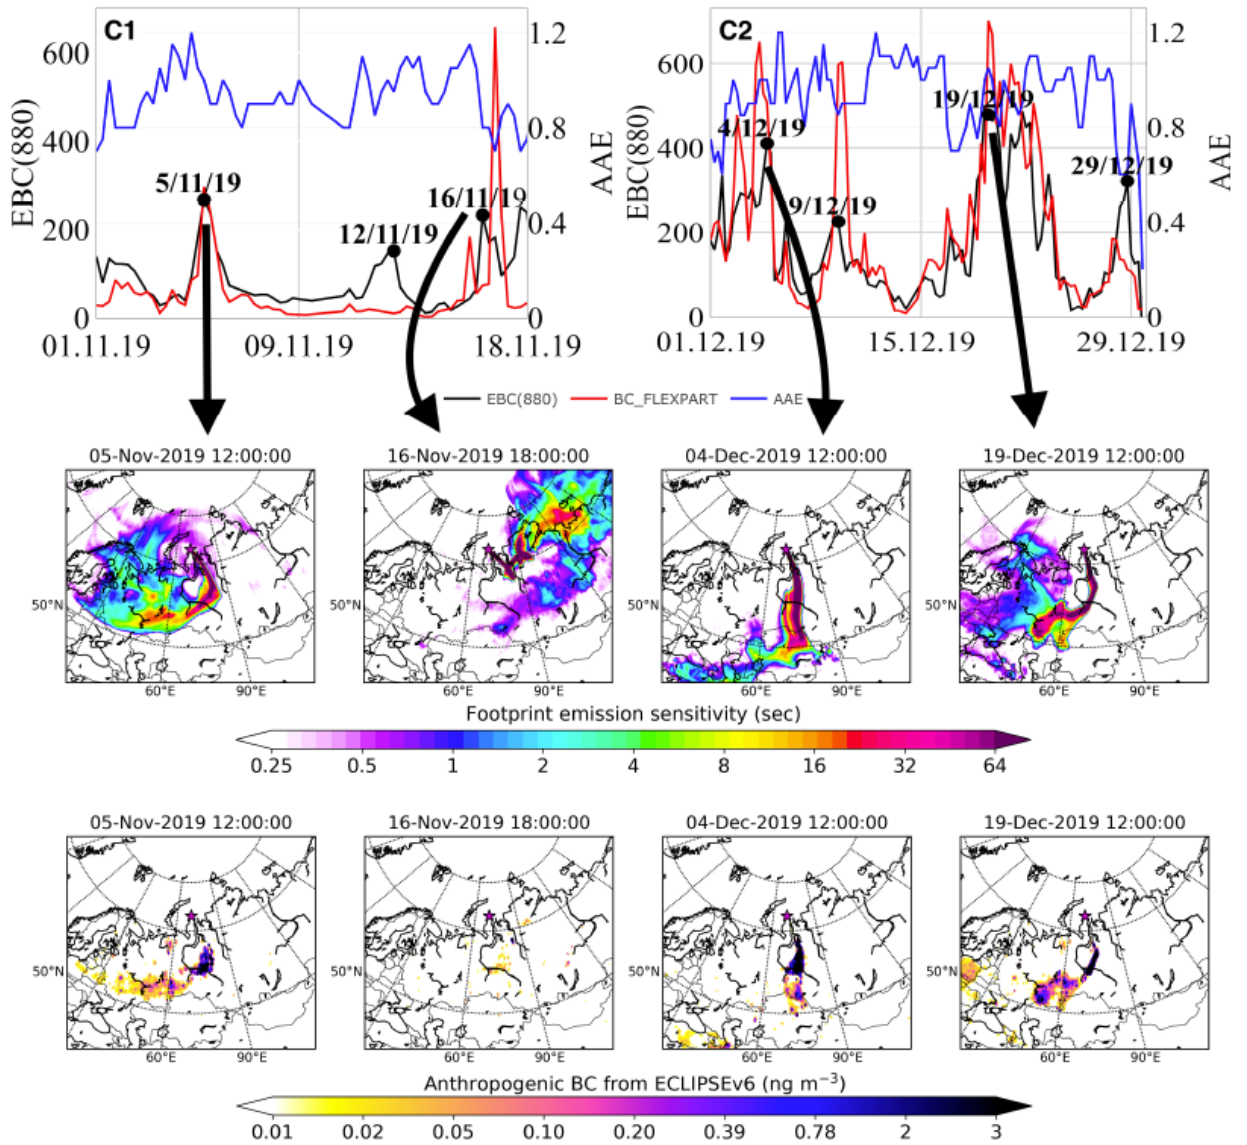 C1
600
400
200
0
EBC(880)
1.2
0.8
0.4
0
AAE
5/11/19
12/11/19
16/11/19
01.11.19
09.11.19
18.11.19
C2
600
400
200
0
EBC(880)
1.2
0.8
0.4
0
AAE
4/12/19
9/12/19
19/12/19
29/12/19
01.12.19
15.12.19
29.12.19
EBC(880) BC_FLEXPART AAE
05-Nov-2019 12:00:00
16-Nov-2019 18:00:00
04-Dec-2019 12:00:00
19-Dec-2019 12:00:00
50°N 50°N 50°N 50°N
60°E 90°E 60°E 90°E 60°E 90°E 60°E 90°E
Footprint emission sensitivity (sec)
0.25 0.5 1 2 4 8 16 32 64
05-Nov-2019 12:00:00
16-Nov-2019 18:00:00
04-Dec-2019 12:00:00
19-Dec-2019 12:00:00
50°N 50°N 50°N 50°N
60°E 90°E 60°E 90°E 60°E 90°E 60°E 90°E
Anthropogenic BC from ECLIPSEv6 (ng m⁻³)
0.01 0.02 0.05 0.10 0.20 0.39 0.78 2 3